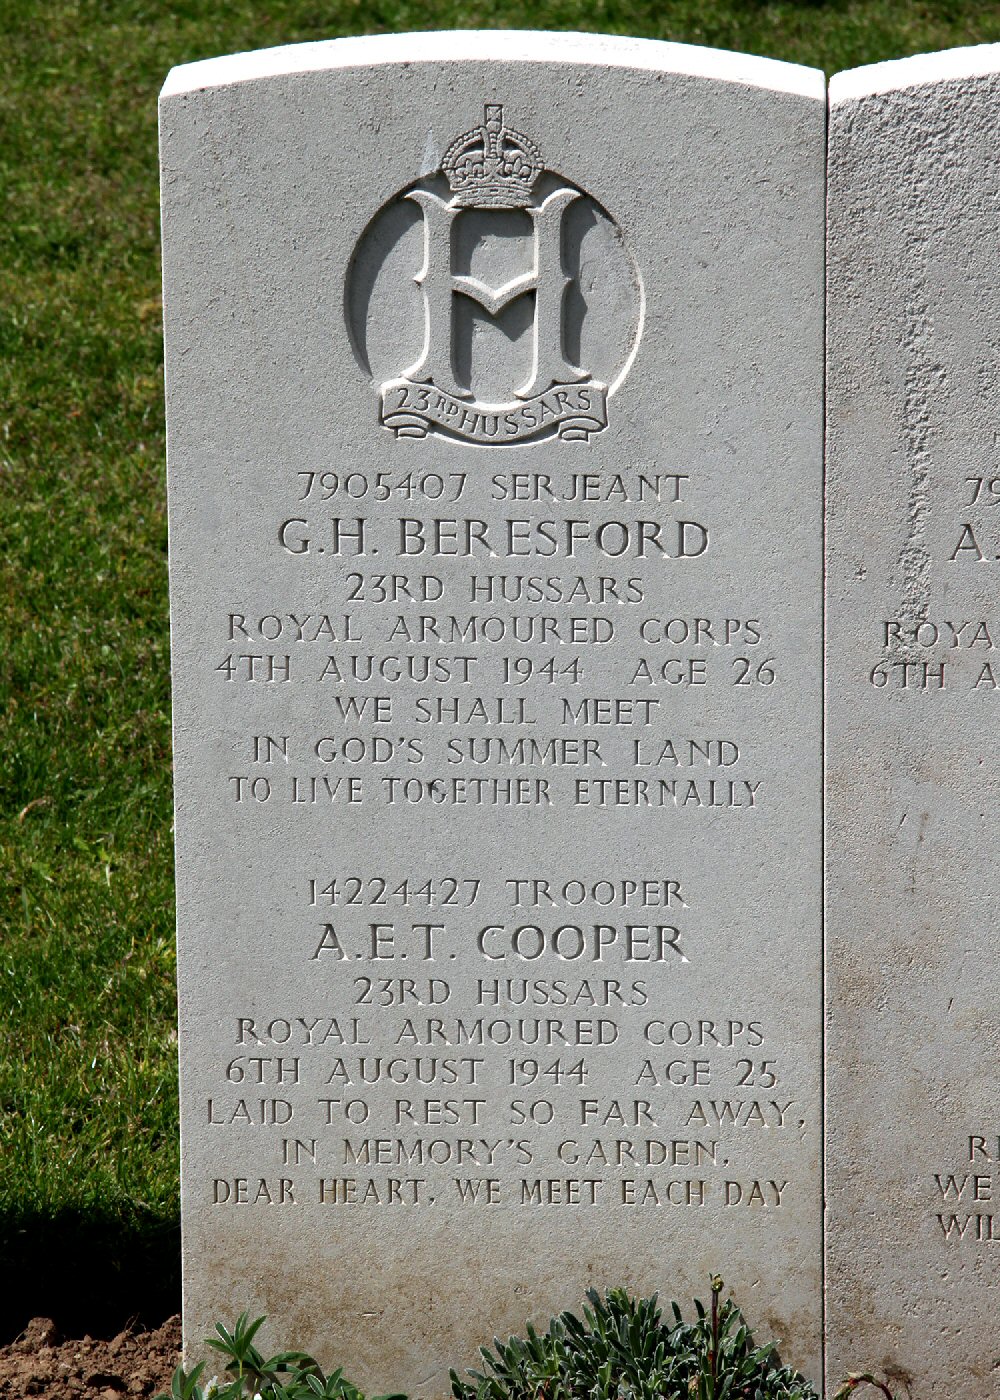 H
23RD HUSSARS
7905407 SERJEANT
G.H. BERESFORD
23RD HUSSARS
ROYAL ARMOURED CORPS
4TH AUGUST 1944 AGE 26
WE SHALL MEET
IN GOD'S SUMMER LAND
TO LIVE TOGETHER ETERNALLY
14224427 TROOPER
A.E.T. COOPER
23RD HUSSARS
ROYAL ARMOURED CORPS
6TH AUGUST 1944 AGE 25
LAID TO REST SO FAR AWAY,
IN MEMORY'S GARDEN,
DEAR HEART, WE MEET EACH DAY
6TH
WE